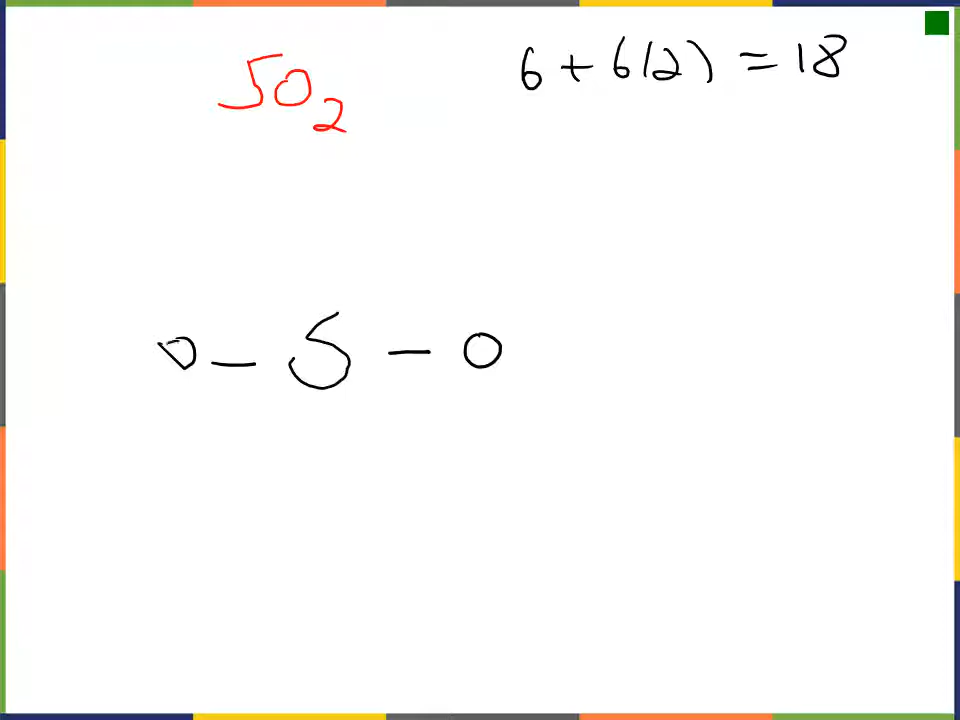 SO₂
6 + 6(2) = 18
O - S - O